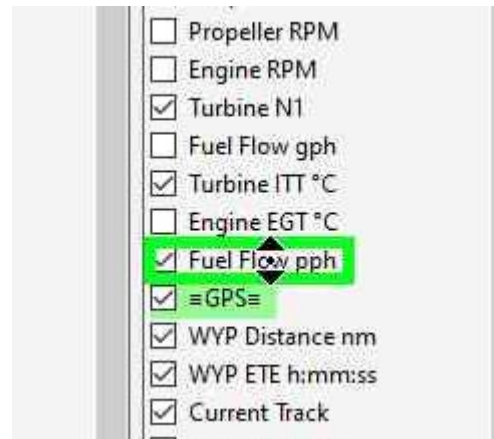 Propeller RPM
Engine RPM
Turbine N1
Fuel Flow gph
Turbine ITT °C
Engine EGT °C
Fuel Flow pph
≡GPS≡
WYP Distance nm
WYP ETE h:mm:ss
Current Track